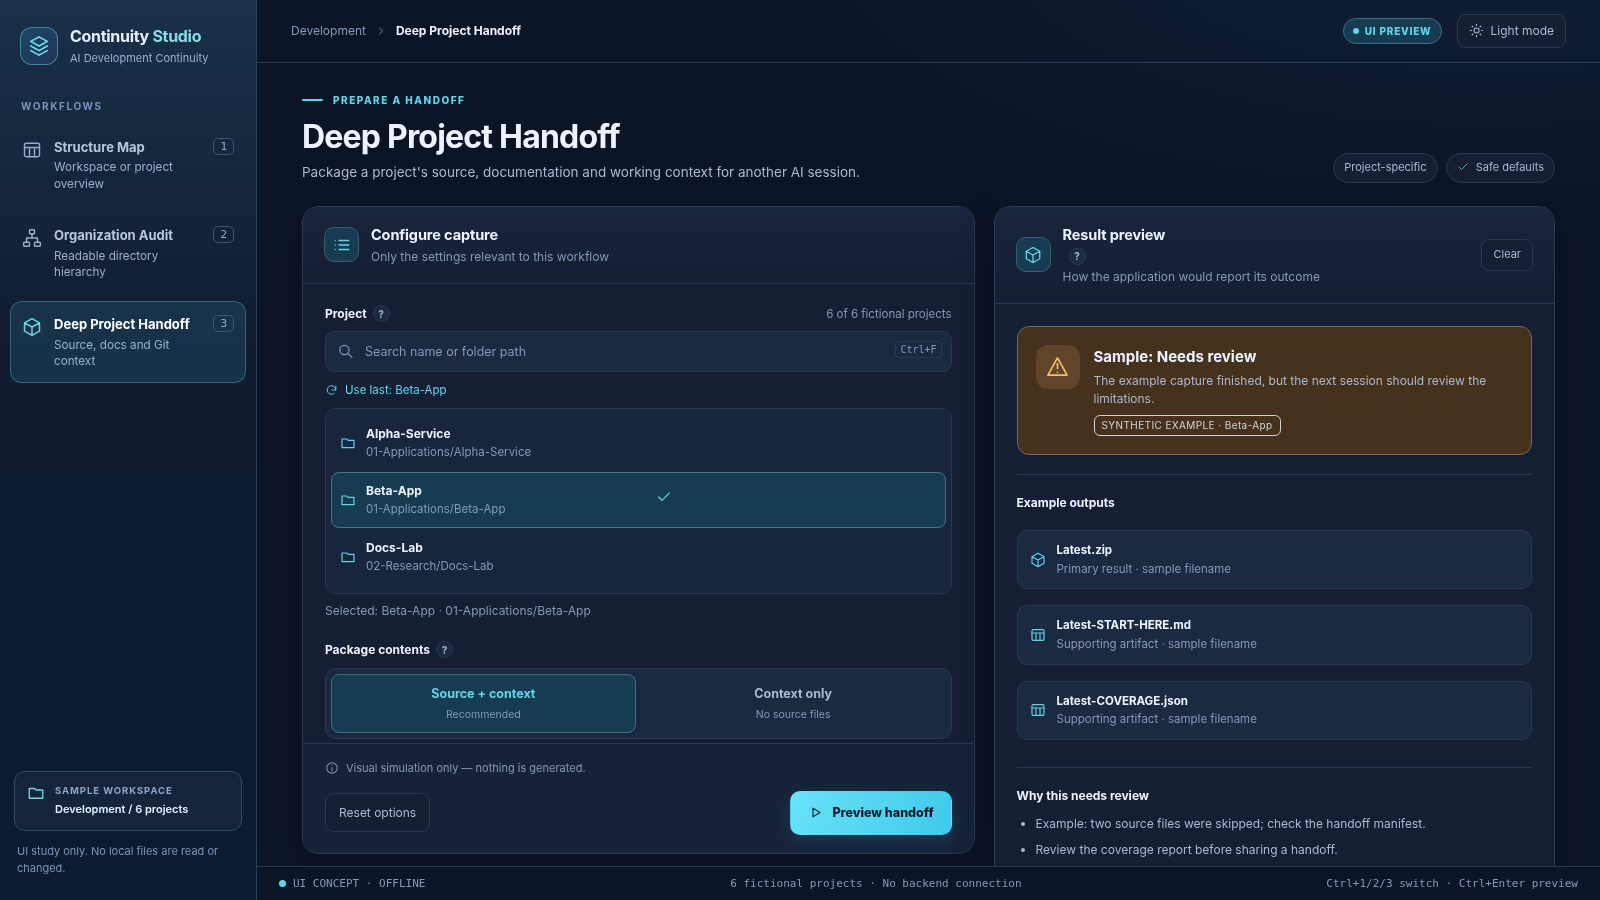 Continuity Studio
AI Development Continuity
WORKFLOWS
Structure Map
1
Workspace or project
overview
Organization Audit
2
Readable directory
hierarchy
Deep Project Handoff
3
Source, docs and Git
context
SAMPLE WORKSPACE
Development / 6 projects
UI study only. No local files are read or
changed.
Development
Deep Project Handoff
UI PREVIEW
Light mode
PREPARE A HANDOFF
Deep Project Handoff
Package a project's source, documentation and working context for another AI session.
Project-specific
Safe defaults
Configure capture
Only the settings relevant to this workflow
Project ?
6 of 6 fictional projects
Search name or folder path
Ctrl+F
Use last: Beta-App
Alpha-Service
01-Applications/Alpha-Service
Beta-App
01-Applications/Beta-App
Docs-Lab
02-Research/Docs-Lab
Selected: Beta-App · 01-Applications/Beta-App
Package contents ?
Source + context
Recommended
Context only
No source files
Visual simulation only — nothing is generated.
Reset options
Preview handoff
Result preview
?
How the application would report its outcome
Clear
Sample: Needs review
The example capture finished, but the next session should review the
limitations.
SYNTHETIC EXAMPLE · Beta-App
Example outputs
Latest.zip
Primary result · sample filename
Latest-START-HERE.md
Supporting artifact · sample filename
Latest-COVERAGE.json
Supporting artifact · sample filename
Why this needs review
• Example: two source files were skipped; check the handoff manifest.
• Review the coverage report before sharing a handoff.
UI CONCEPT · OFFLINE
6 fictional projects · No backend connection
Ctrl+1/2/3 switch · Ctrl+Enter preview